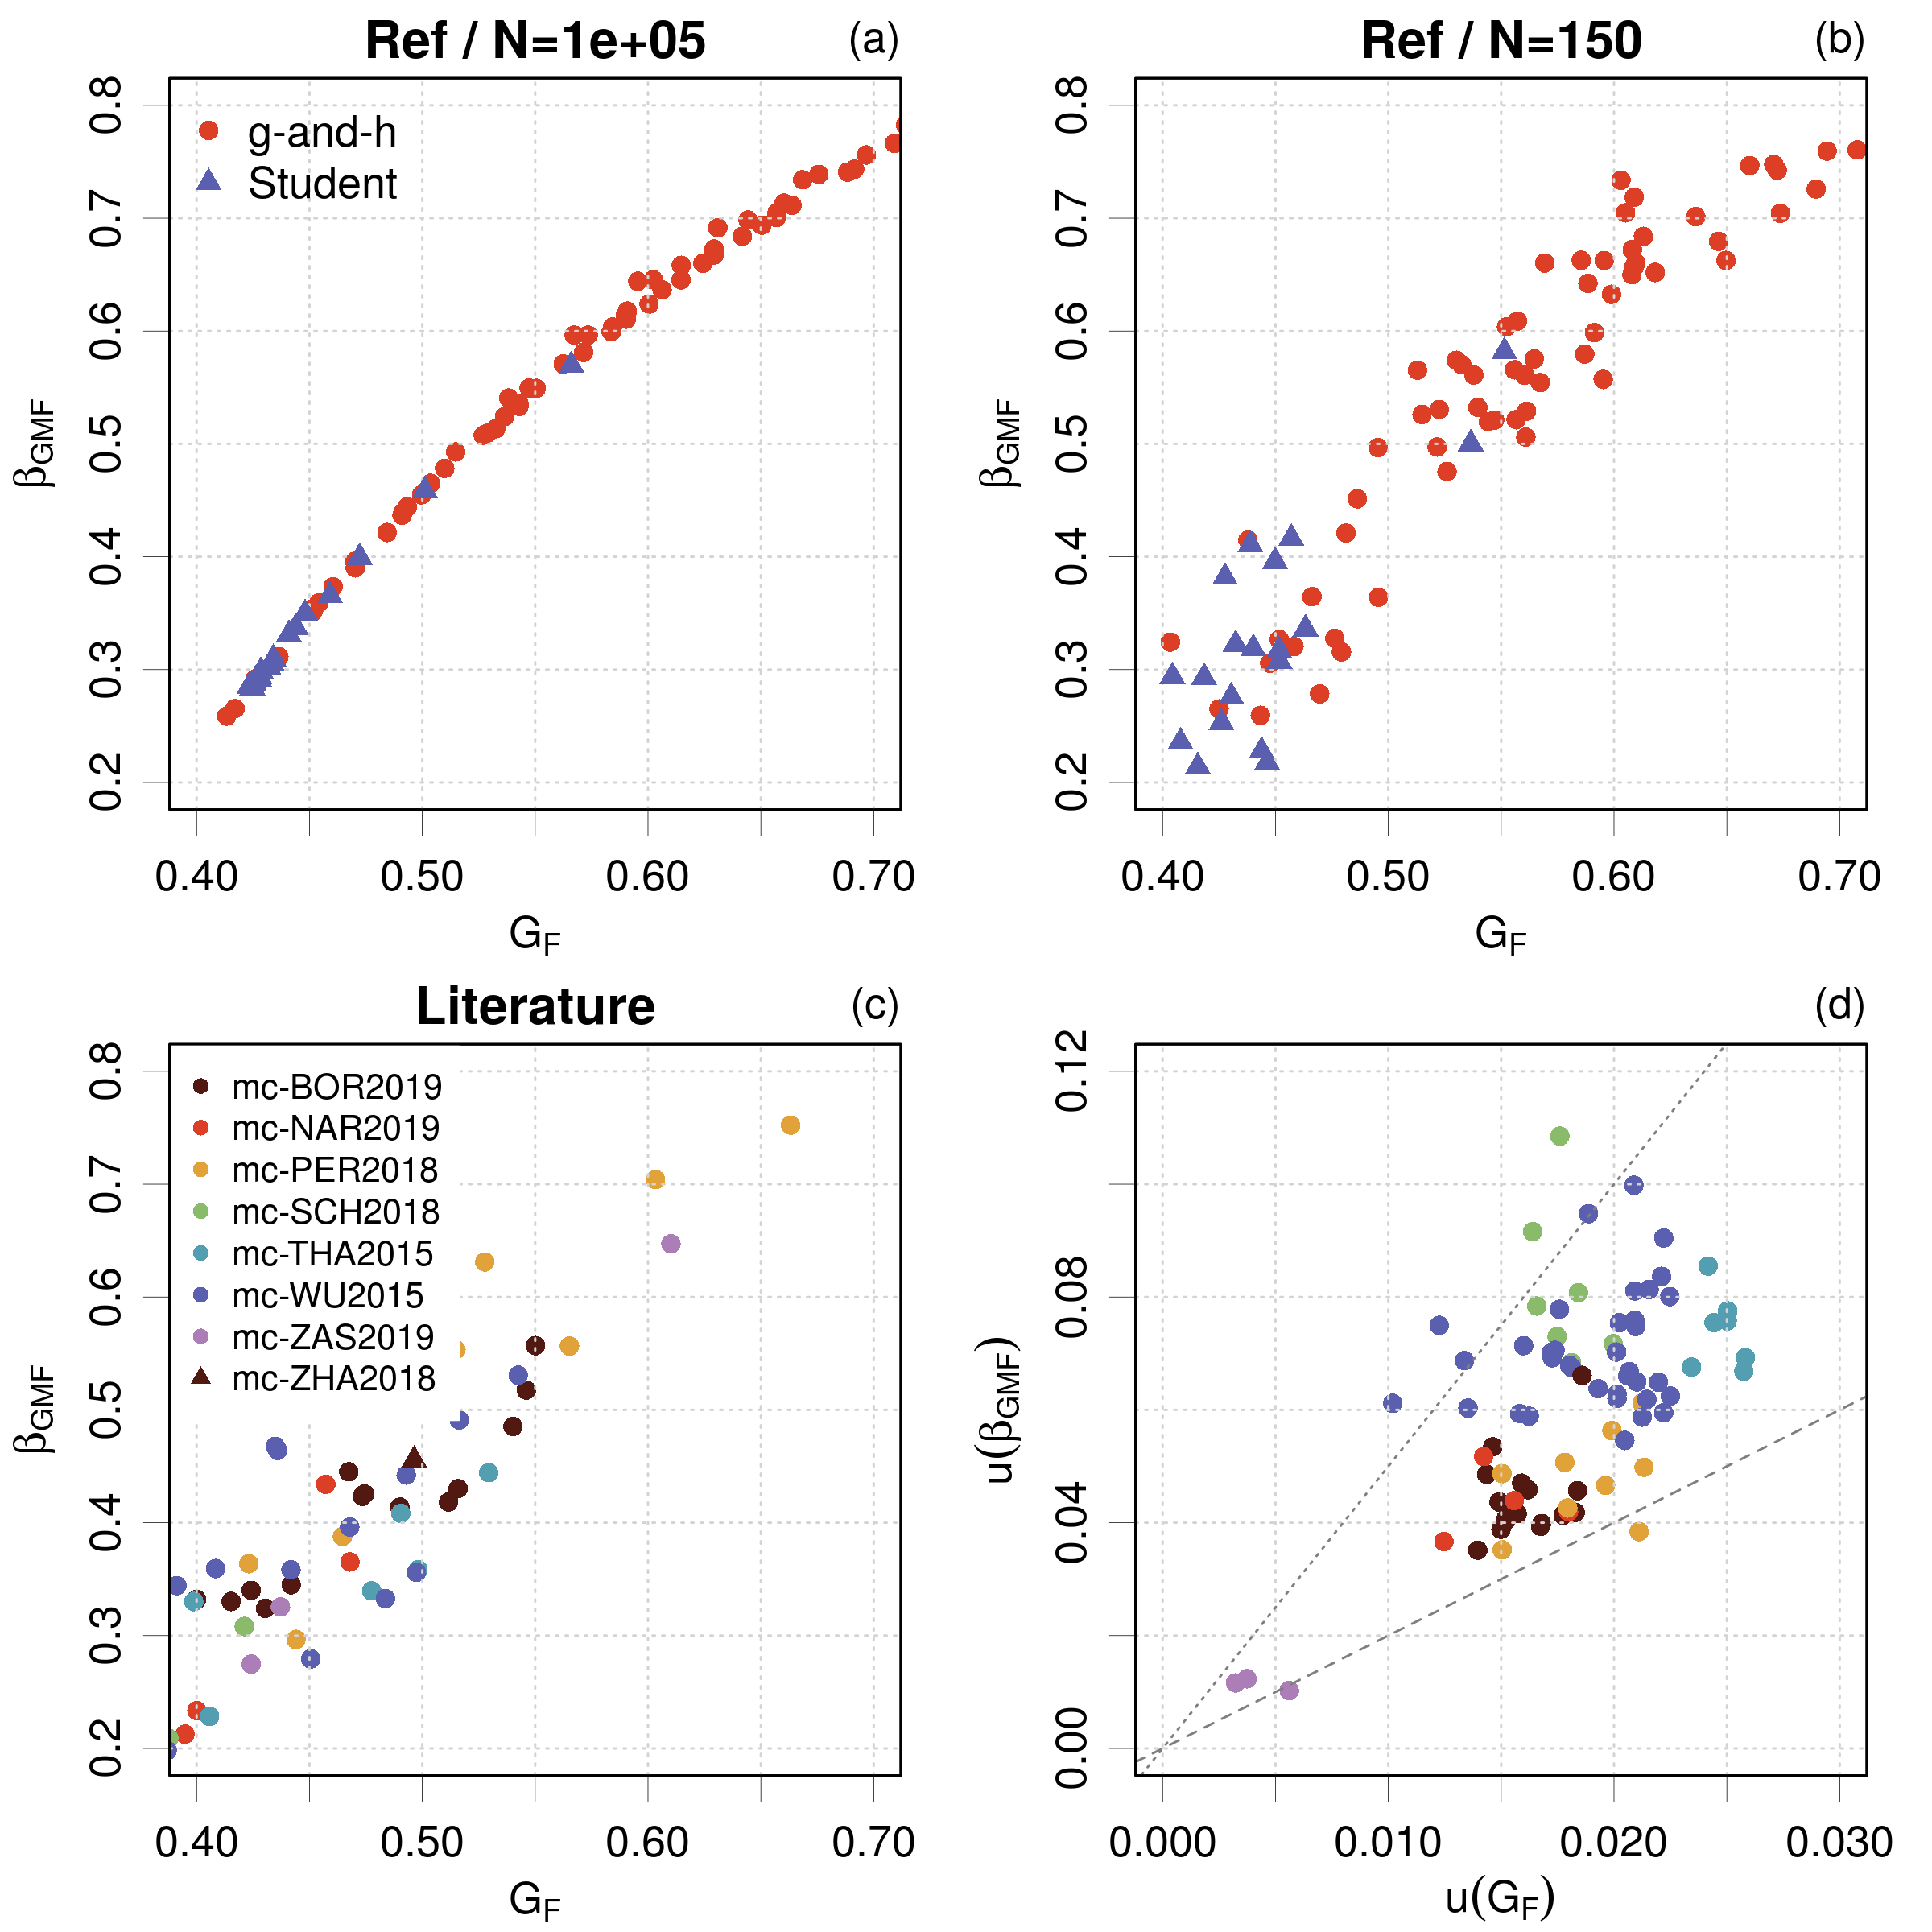 Ref / N=1e+05
(a)
0.8
0.7
0.6
0.5
0.4
0.3
0.2
g-and-h
Student
βGMF
0.40
0.50
0.60
0.70
GF
Ref / N=150
(b)
0.8
0.7
0.6
0.5
0.4
0.3
0.2
βGMF
0.40
0.50
0.60
0.70
GF
Literature
(c)
0.8
0.7
0.6
0.5
0.4
0.3
0.2
mc-BOR2019
mc-NAR2019
mc-PER2018
mc-SCH2018
mc-THA2015
mc-WU2015
mc-ZAS2019
mc-ZHA2018
βGMF
0.40
0.50
0.60
0.70
GF
(d)
0.12
0.08
0.04
0.00
u(βGMF)
0.000
0.010
0.020
0.030
u(GF)